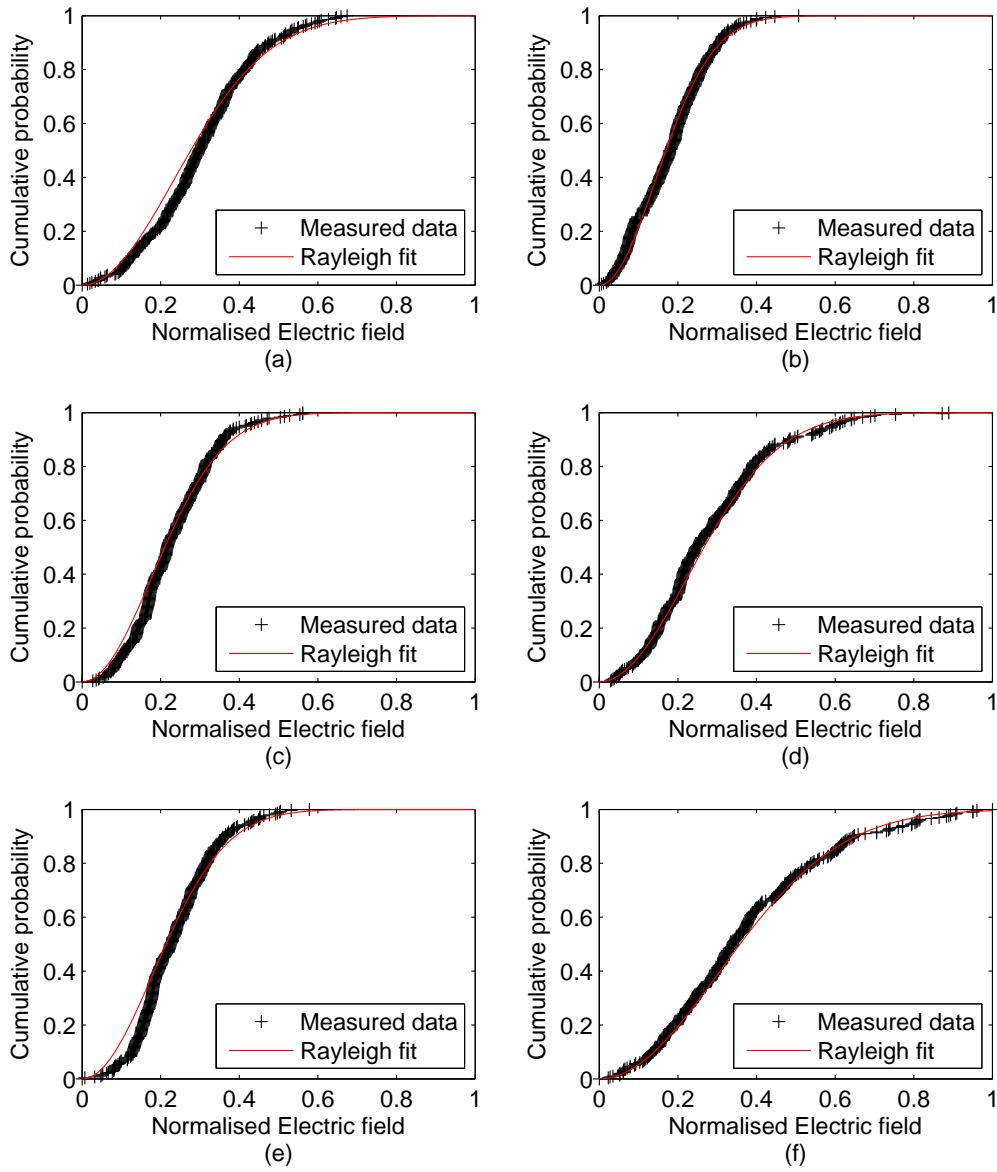 1
0.8
0.6
0.4
0.2
0
Cumulative probability
Measured data
Rayleigh fit
0 0.2 0.4 0.6 0.8 1
Normalised Electric field
(a)
1
0.8
0.6
0.4
0.2
0
Cumulative probability
Measured data
Rayleigh fit
0 0.2 0.4 0.6 0.8 1
Normalised Electric field
(b)
1
0.8
0.6
0.4
0.2
0
Cumulative probability
Measured data
Rayleigh fit
0 0.2 0.4 0.6 0.8 1
Normalised Electric field
(c)
1
0.8
0.6
0.4
0.2
0
Cumulative probability
Measured data
Rayleigh fit
0 0.2 0.4 0.6 0.8 1
Normalised Electric field
(d)
1
0.8
0.6
0.4
0.2
0
Cumulative probability
Measured data
Rayleigh fit
0 0.2 0.4 0.6 0.8 1
Normalised Electric field
(e)
1
0.8
0.6
0.4
0.2
0
Cumulative probability
Measured data
Rayleigh fit
0 0.2 0.4 0.6 0.8 1
Normalised Electric field
(f)